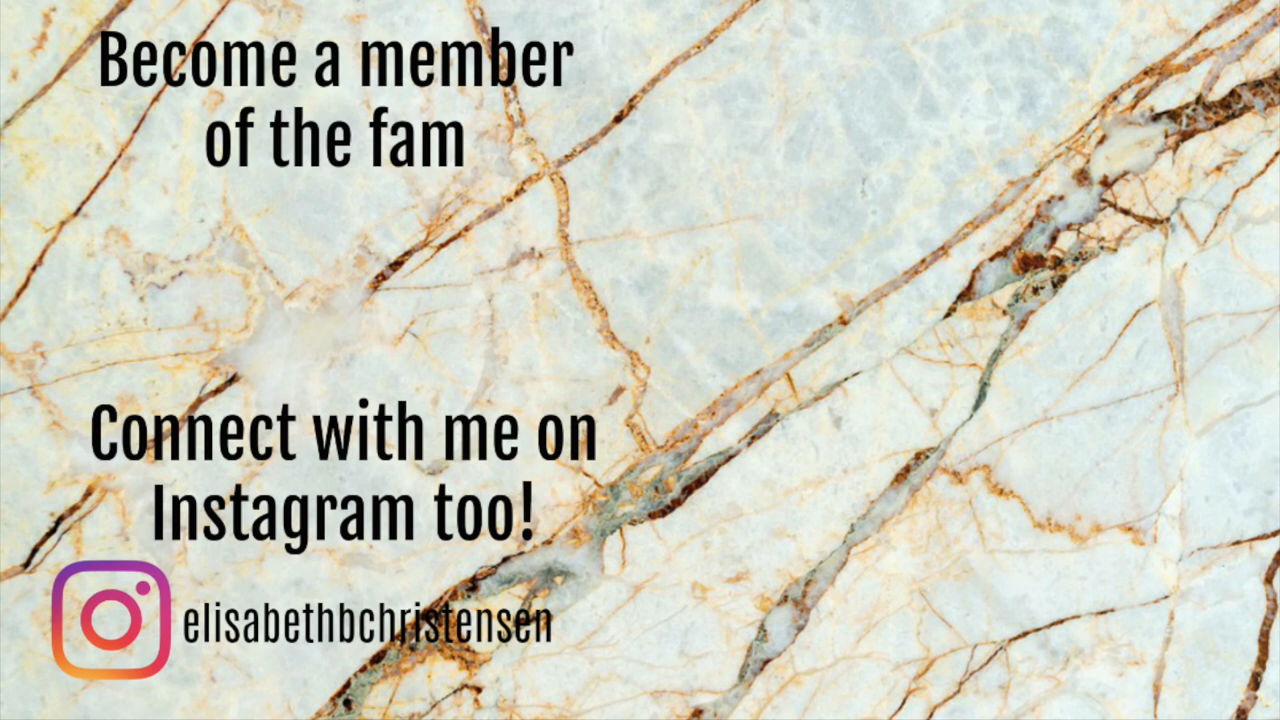 Become a member
of the fam
Connect with me on
Instagram too!
elisabethbchristensen